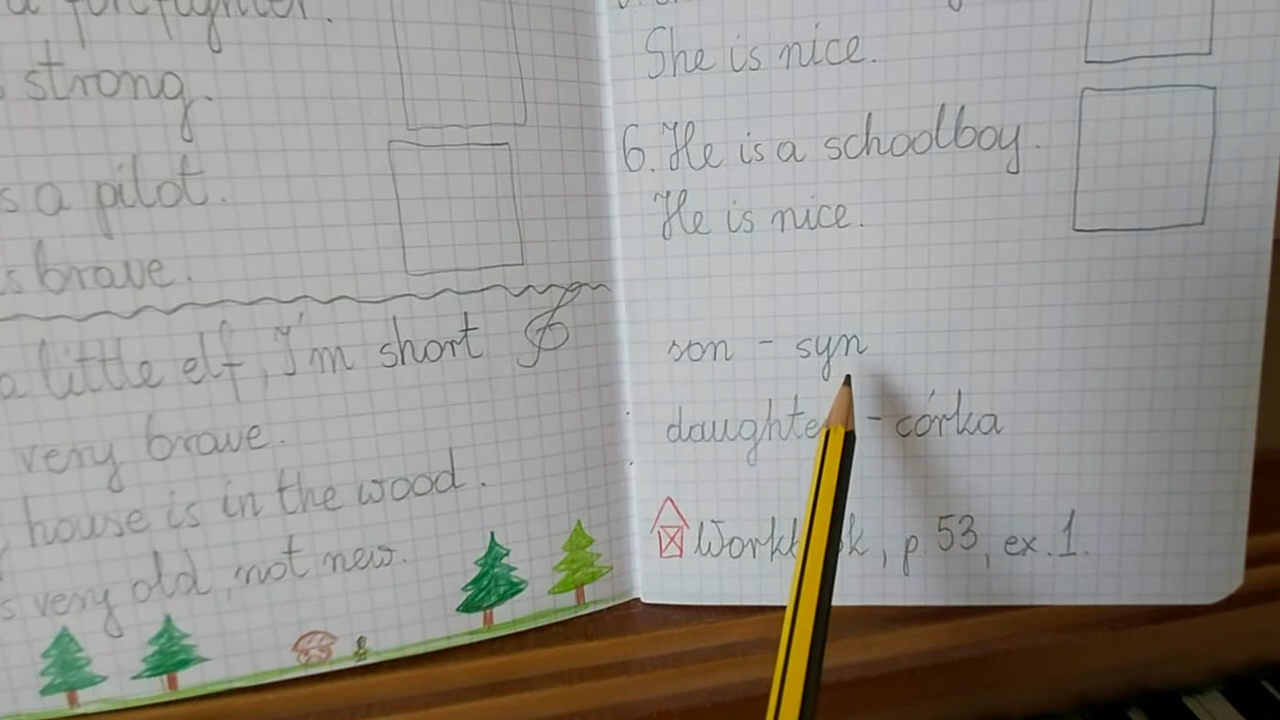 strong.
a pilot.
brave.
a little elf, I'm short
very brave.
house is in the wood.
very old, not new.
She is nice.
6. He is a schoolboy.
He is nice.
son - syn
- córka
p. 53, ex. 1.